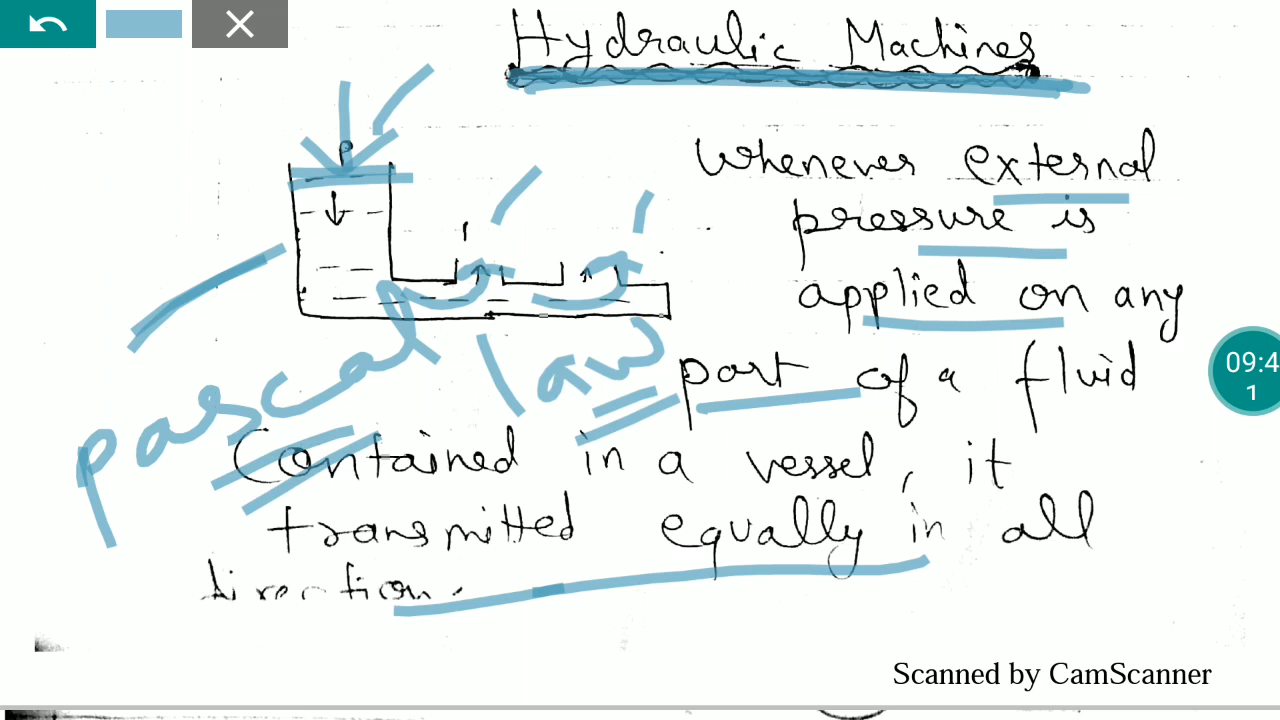 Hydraulic Machines
P
Whenever external
pressure is
applied on any
part of a fluid
Contained in a vessel, it
transmitted equally in all
direction.
pascal law
09:4
1
Scanned by CamScanner